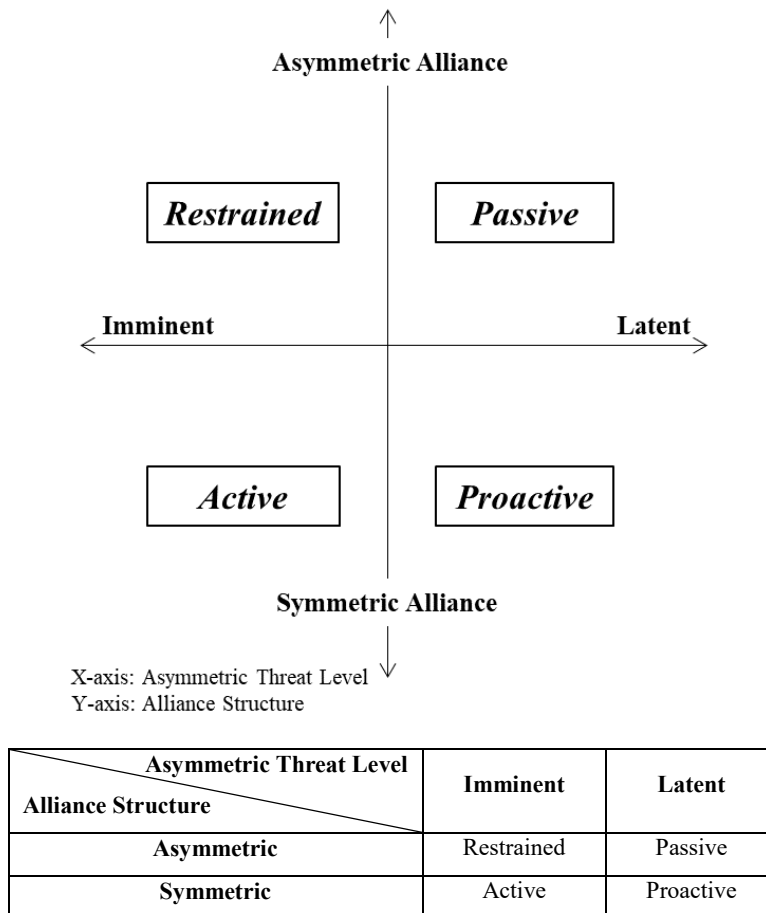 Asymmetric Alliance
Restrained Passive
Imminent Latent
Active Proactive
Symmetric Alliance
X-axis: Asymmetric Threat Level
Y-axis: Alliance Structure
Asymmetric Threat Level
Alliance Structure
Imminent Latent
Asymmetric Restrained Passive
Symmetric Active Proactive